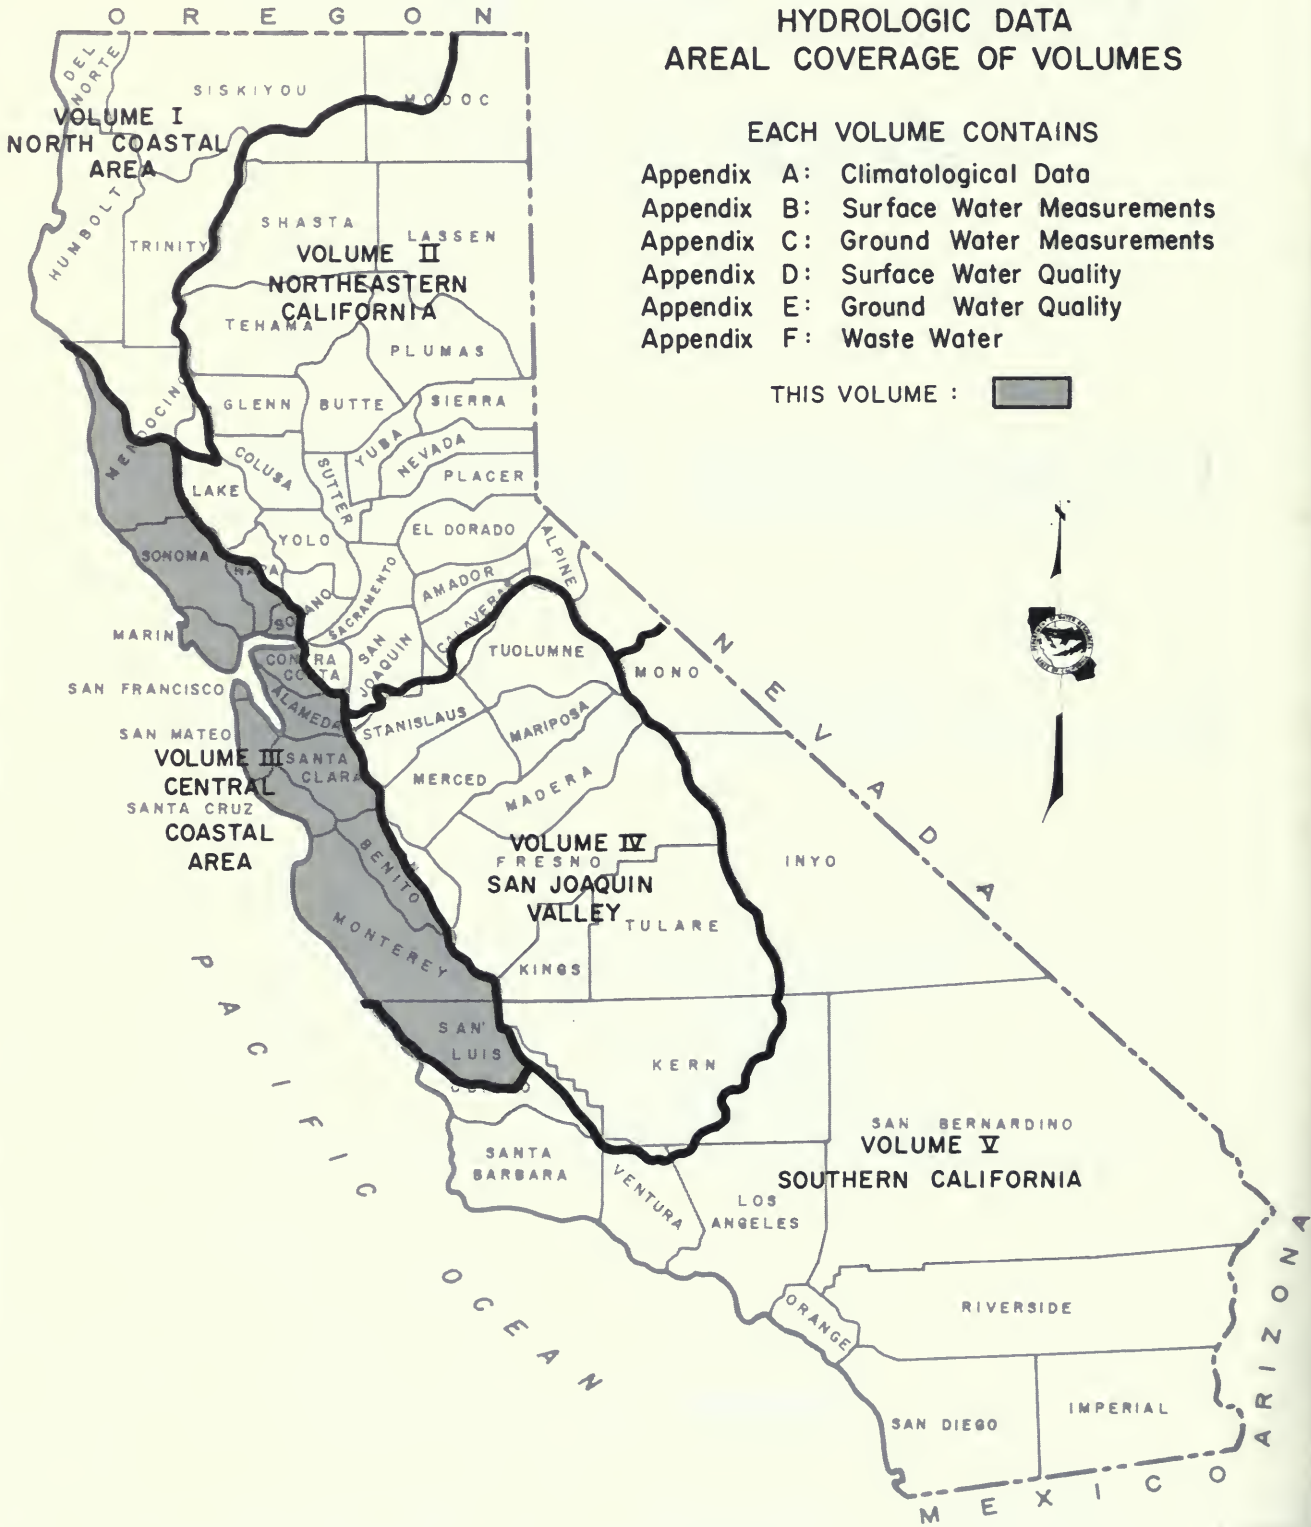 OREGON
HYDROLOGIC DATA
AREAL COVERAGE OF VOLUMES
EACH VOLUME CONTAINS
Appendix A: Climatological Data
Appendix B: Surface Water Measurements
Appendix C: Ground Water Measurements
Appendix D: Surface Water Quality
Appendix E: Ground Water Quality
Appendix F: Waste Water
THIS VOLUME :
DEL
NORTE
SISKIYOU
MODOC
VOLUME I
NORTH COASTAL
AREA
HUMBOLT
TRINITY
SHASTA
LASSEN
VOLUME II
NORTHEASTERN
CALIFORNIA
TEHAMA
PLUMAS
MENDOCINO
GLENN
BUTTE
SIERRA
YUBA
NEVADA
COLUSA
SUTTER
PLACER
LAKE
EL DORADO
YOLO
ALPINE
SONOMA
NAPA
SACRAMENTO
AMADOR
SOLANO
CALAVERAS
MARIN
SAN
JOAQUIN
TUOLUMNE
MONO
CONTRA
COSTA
SAN FRANCISCO
ALAMEDA
STANISLAUS
MARIPOSA
SAN MATEO
VOLUME III
CENTRAL
COASTAL
AREA
SANTA
CLARA
MERCED
MADERA
SANTA CRUZ
VOLUME IV
SAN JOAQUIN
VALLEY
FRESNO
INYO
BENITO
MONTEREY
TULARE
KINGS
SAN
LUIS
KERN
SAN BERNARDINO
VOLUME V
SOUTHERN CALIFORNIA
SANTA
BARBARA
VENTURA
LOS
ANGELES
ORANGE
RIVERSIDE
SAN DIEGO
IMPERIAL
NEVADA
PACIFIC
OCEAN
ARIZONA
MEXICO